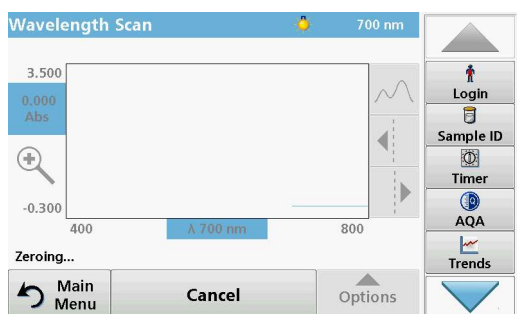 Wavelength Scan
700 nm
3.500
0.000
Abs
-0.300
400
λ 700 nm
800
Zeroing...
Main
Menu
Cancel
Options
Login
Sample ID
Timer
AQA
Trends